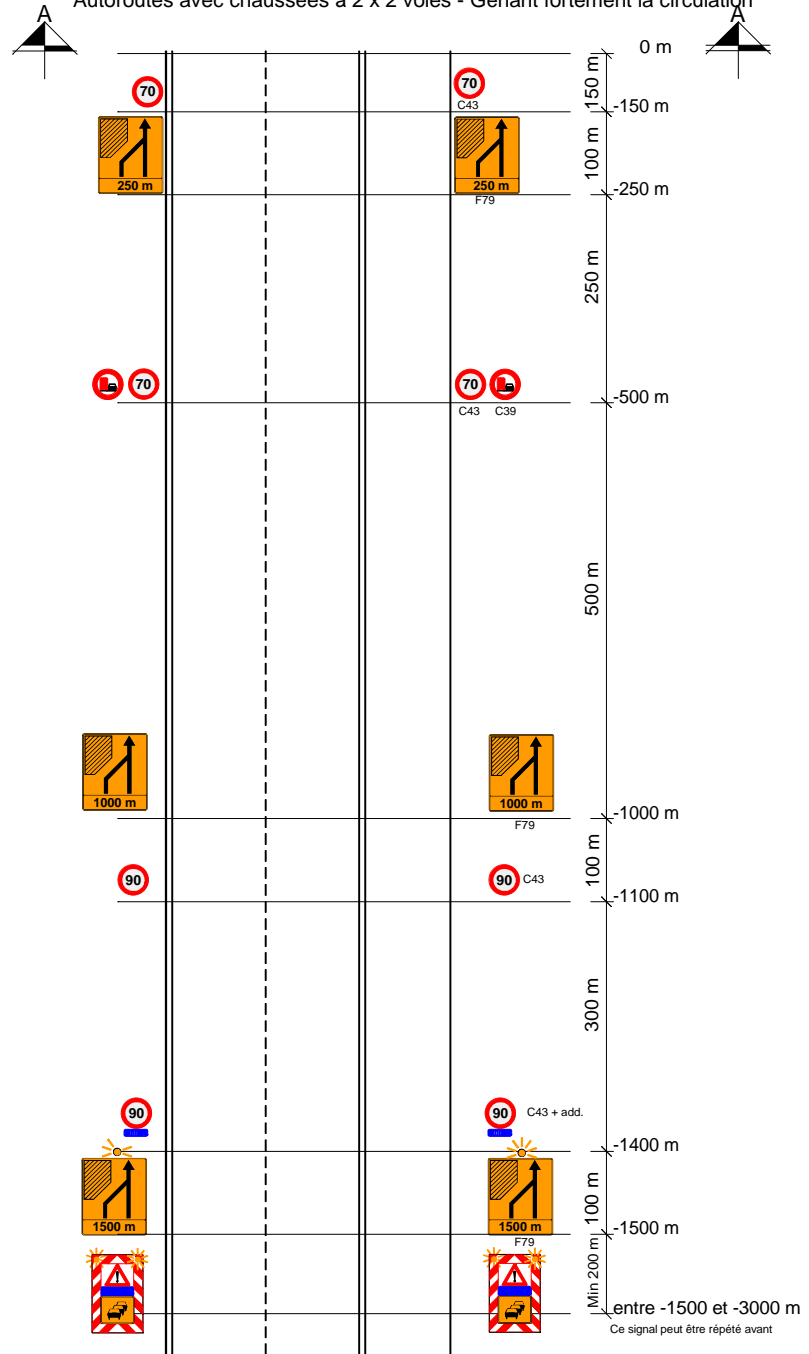 Autoroutes avec chaussées à 2 x 2 voies - Gênant fortement la circulation
A
A
0 m
150 m
70
70
C43
-150 m
100 m
250 m
250 m
-250 m
F79
250 m
70
70
-500 m
C43
C39
500 m
1000 m
1000 m
-1000 m
F79
100 m
90
90
C43
-1100 m
300 m
90
90
C43 + add.
-1400 m
100 m
1500 m
1500 m
-1500 m
F79
Min 200 m
!
!
entre -1500 et -3000 m
Ce signal peut être répété avant